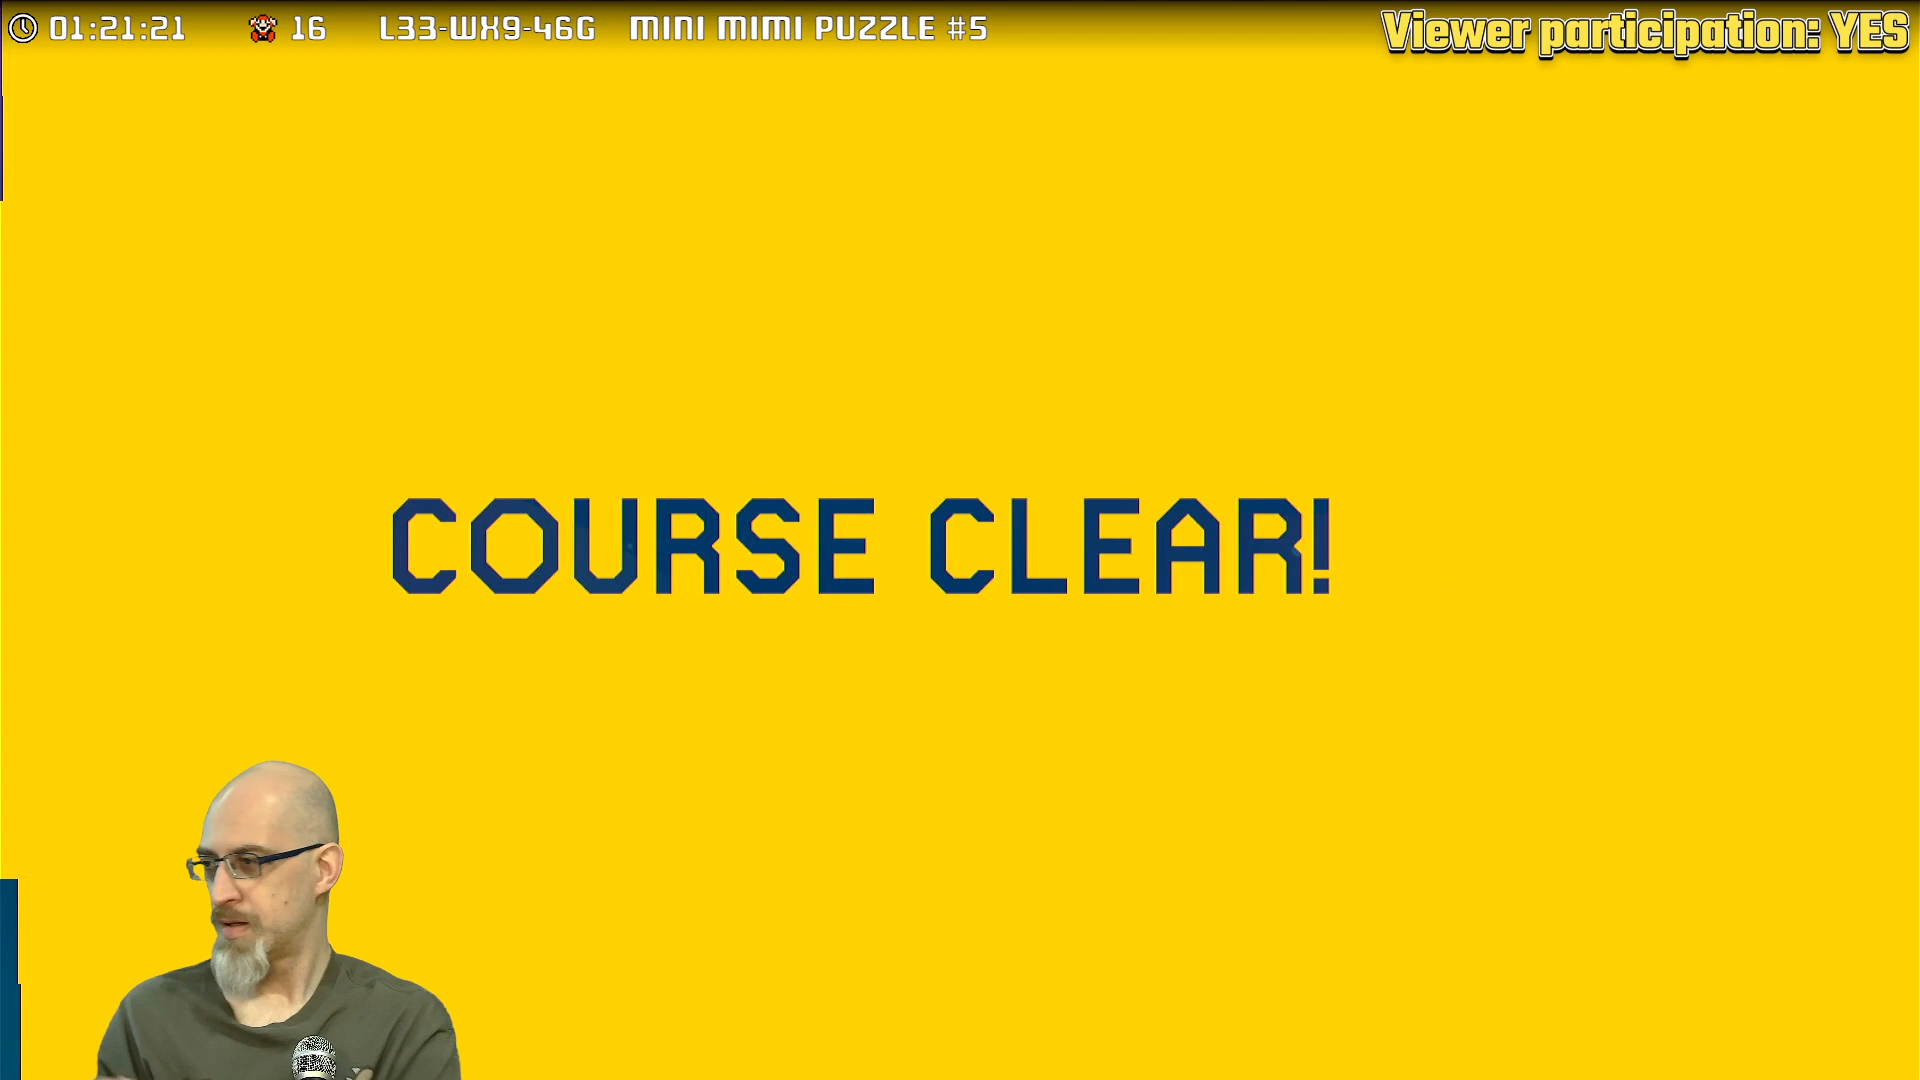 01:21:21 16 L33-WX9-46G MINI MIMI PUZZLE #5
Viewer participation: YES
COURSE CLEAR!